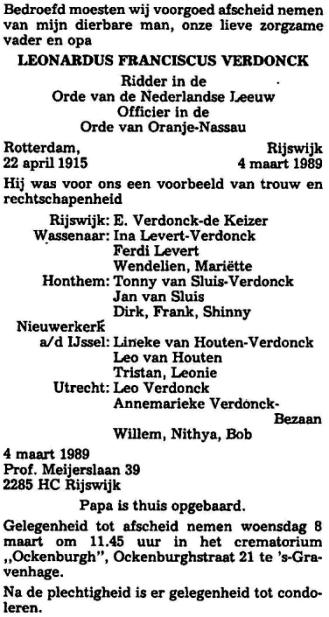 Bedroefd moesten wij voorgoed afscheid nemen
van mijn dierbare man, onze lieve zorgzame
vader en opa
LEONARDUS FRANCISCUS VERDONCK
Ridder in de
Orde van de Nederlandse Leeuw
Officier in de
Orde van Oranje-Nassau
Rotterdam, Rijswijk
22 april 1915 4 maart 1989
Hij was voor ons een voorbeeld van trouw en
rechtschapenheid
Rijswijk: E. Verdonck-de Keizer
Wassenaar: Ina Levert-Verdonck
Ferdi Levert
Wendelien, Mariëtte
Honthem: Tonny van Sluis-Verdonck
Jan van Sluis
Dirk, Frank, Shinny
Nieuwerkerk
a/d IJssel: Lineke van Houten-Verdonck
Leo van Houten
Tristan, Leonie
Utrecht: Leo Verdonck
Annemarieke Verdonck-
Bezaan
Willem, Nithya, Bob
4 maart 1989
Prof. Meijerslaan 39
2285 HC Rijswijk
Papa is thuis opgebaard.
Gelegenheid tot afscheid nemen woensdag 8
maart om 11.45 uur in het crematorium
„Ockenburgh", Ockenburghstraat 21 te 's-Gra-
venhage.
Na de plechtigheid is er gelegenheid tot condo-
leren.